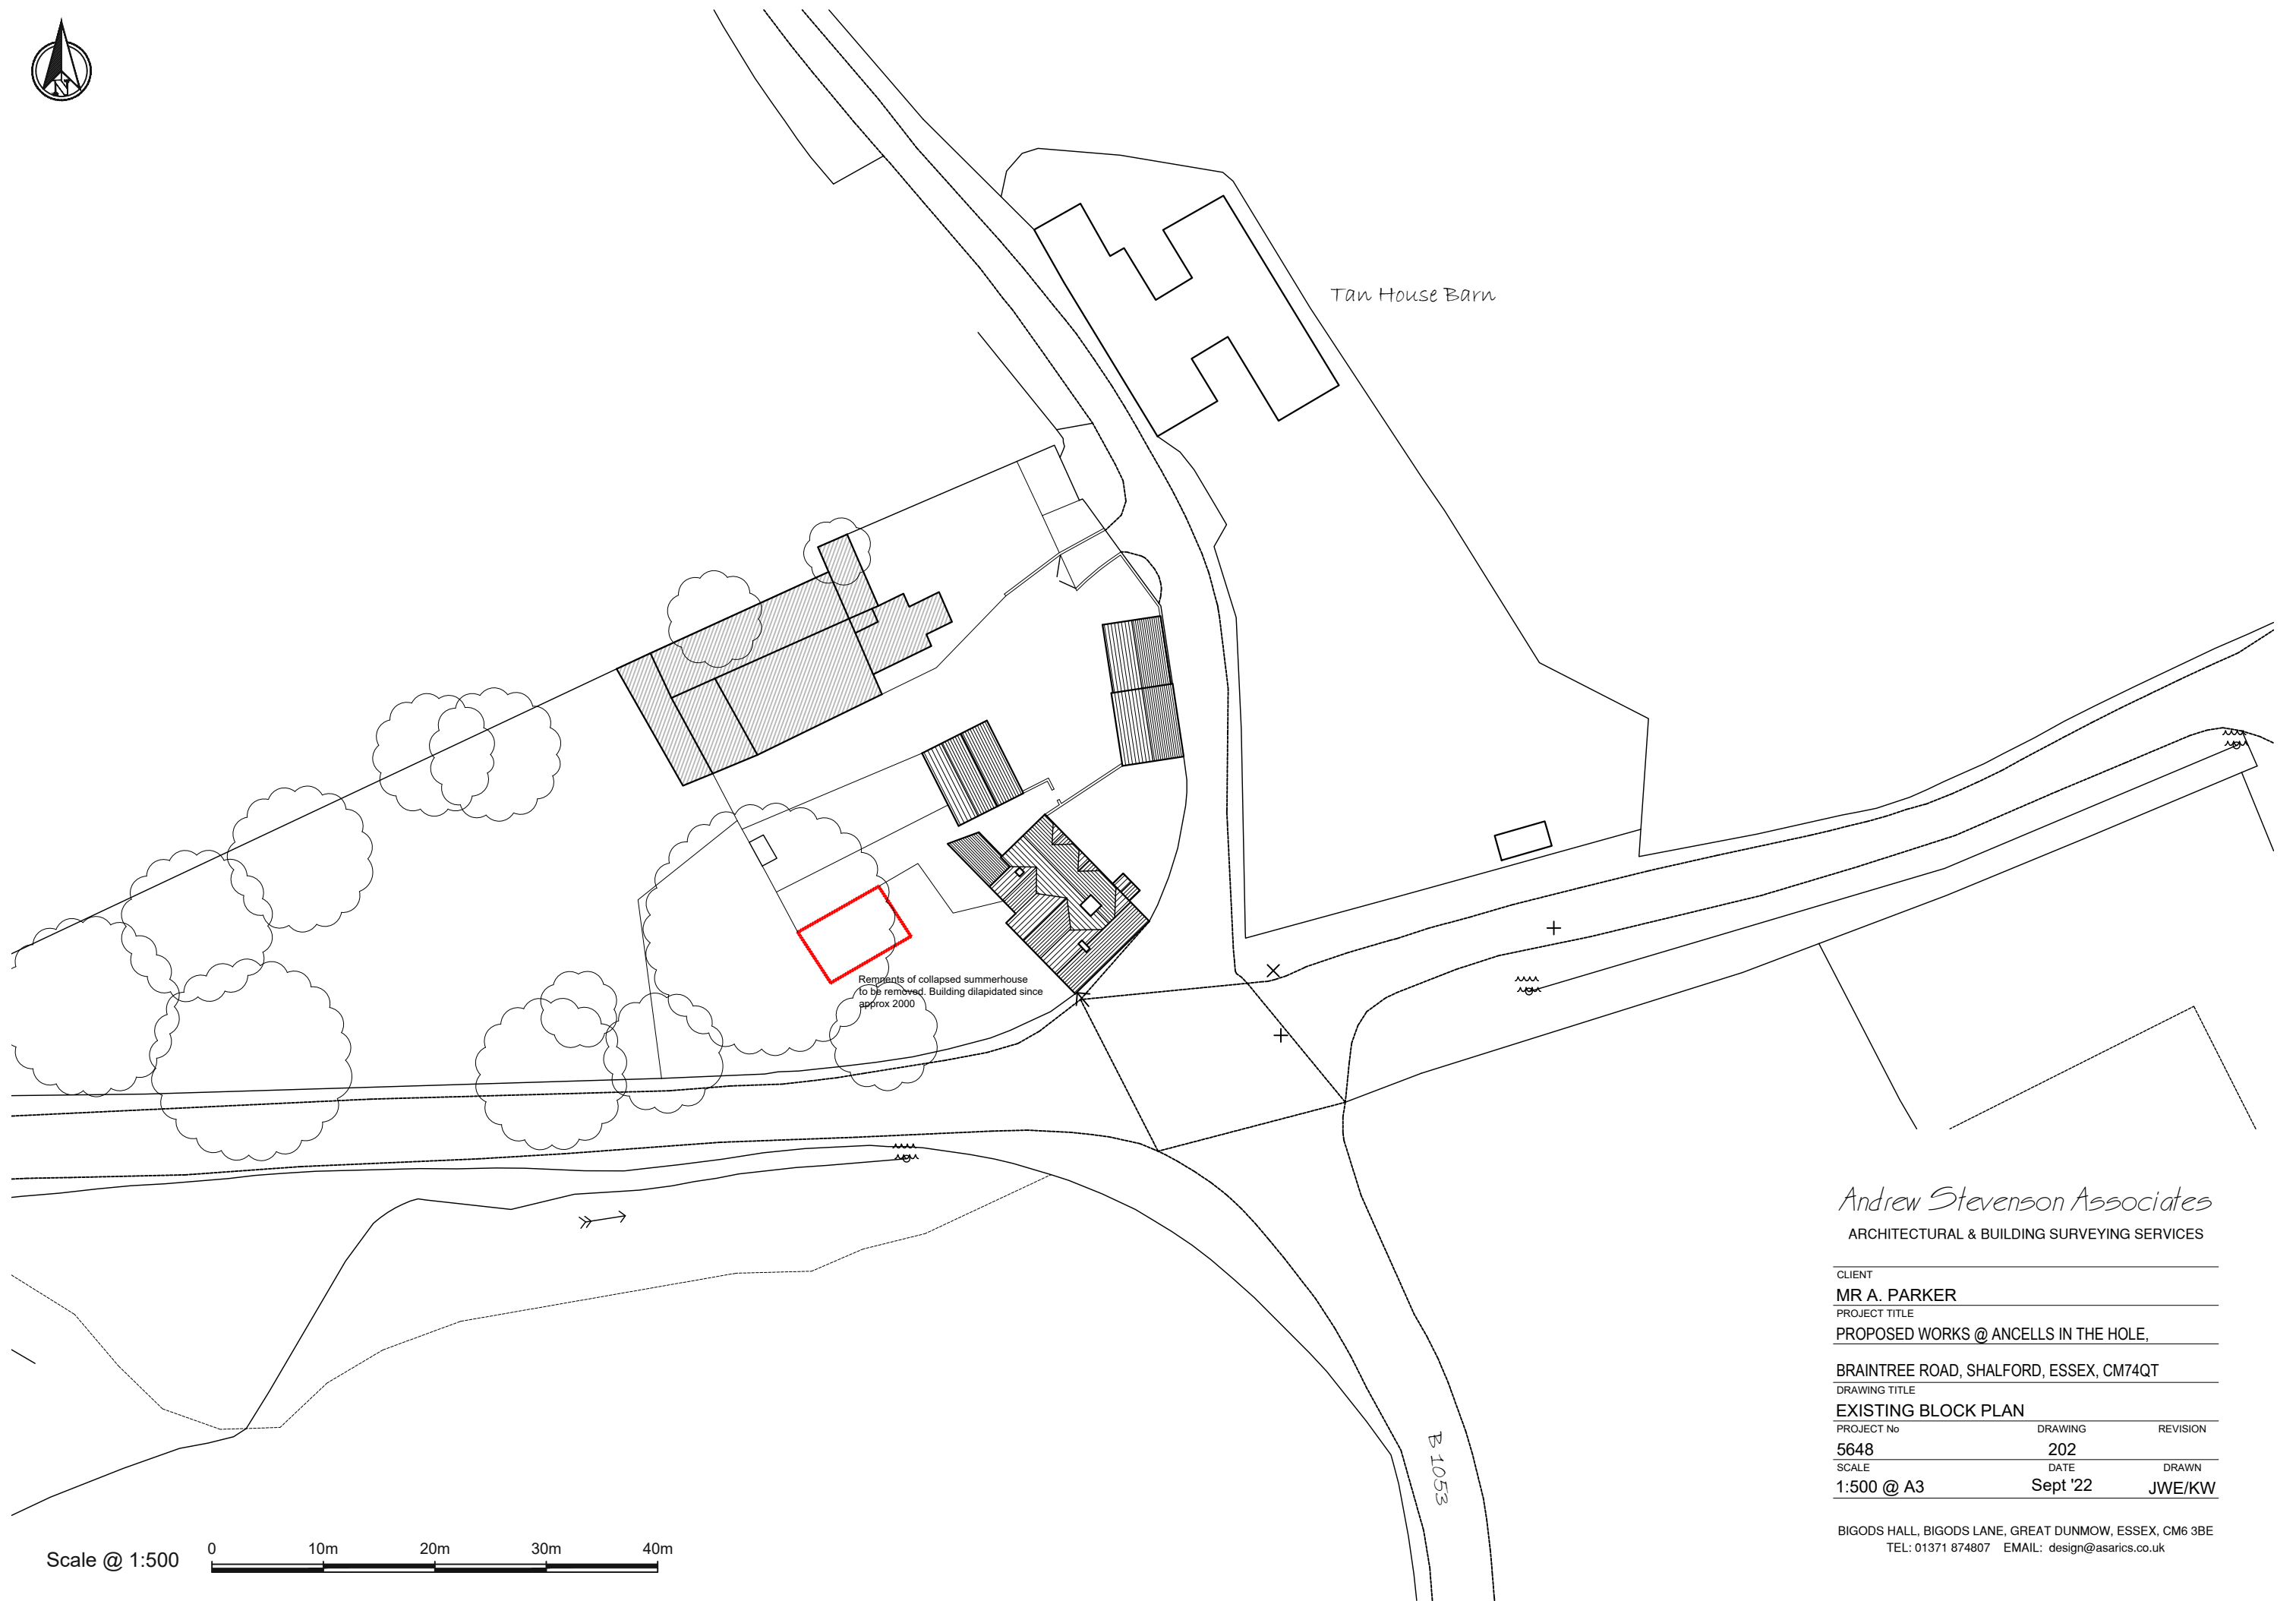 N
Tan House Barn
Remnents of collapsed summerhouse
to be removed. Building dilapidated since
approx 2000
B 1053
Andrew Stevenson Associates
ARCHITECTURAL & BUILDING SURVEYING SERVICES
CLIENT
MR A. PARKER
PROJECT TITLE
PROPOSED WORKS @ ANCELLS IN THE HOLE,
BRAINTREE ROAD, SHALFORD, ESSEX, CM74QT
DRAWING TITLE
EXISTING BLOCK PLAN
PROJECT No DRAWING REVISION
5648 202
SCALE DATE DRAWN
1:500 @ A3 Sept '22 JWE/KW
BIGODS HALL, BIGODS LANE, GREAT DUNMOW, ESSEX, CM6 3BE
TEL: 01371 874807 EMAIL: design@asarics.co.uk
Scale @ 1:500 0 10m 20m 30m 40m